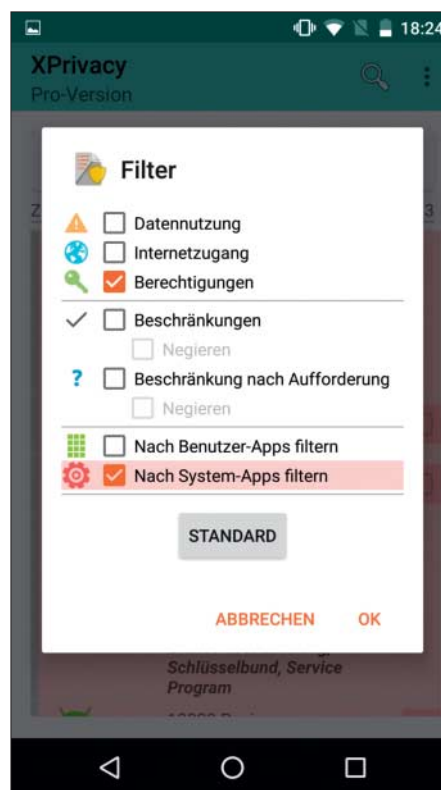 18:24
XPrivacy
Pro-Version
Filter
Datennutzung
Internetzugang
Berechtigungen
Beschränkungen
Negieren
? Beschränkung nach Aufforderung
Negieren
Nach Benutzer-Apps filtern
Nach System-Apps filtern
STANDARD
ABBRECHEN OK
Schlüsselbund, Service
Program